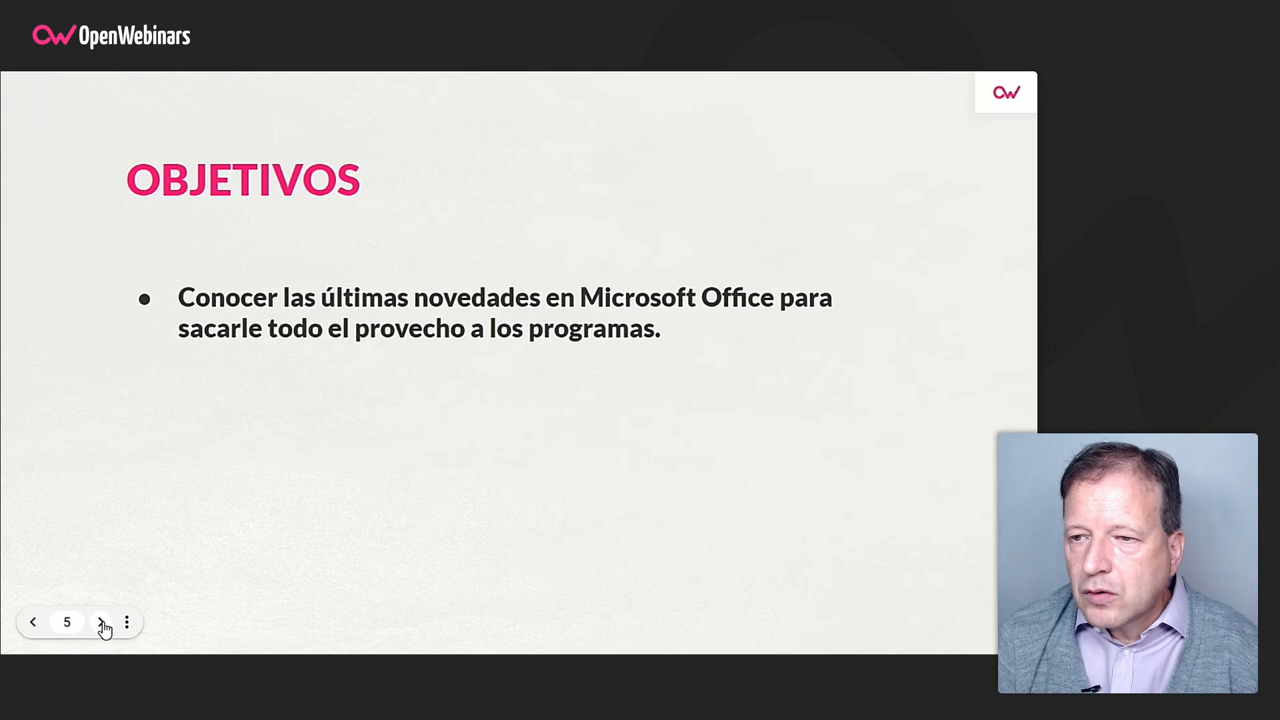 OpenWebinars
OBJETIVOS
● Conocer las últimas novedades en Microsoft Office para
sacarle todo el provecho a los programas.
5